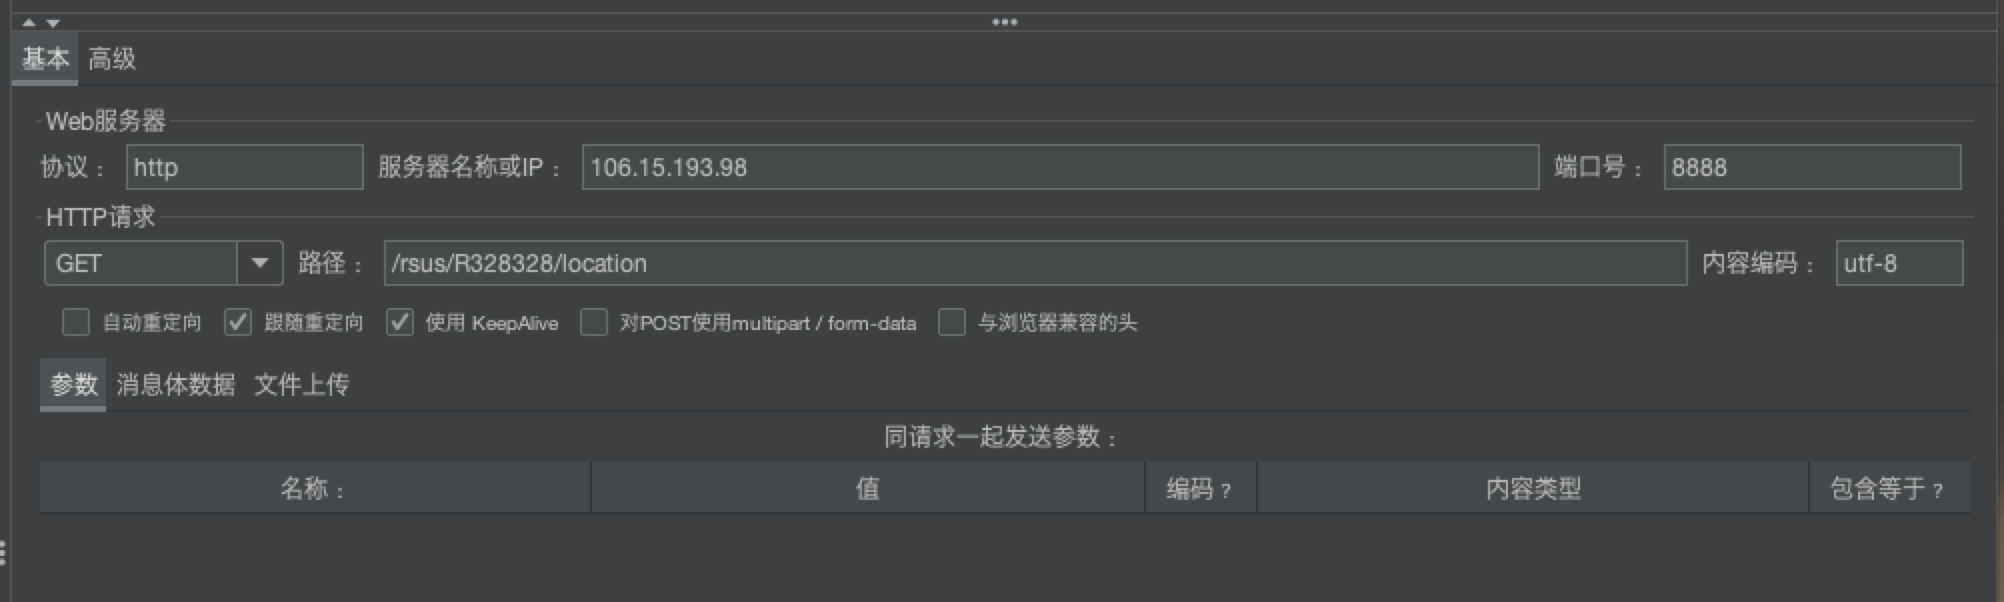 基本 高级
Web服务器
协议： http 服务器名称或IP： 106.15.193.98 端口号： 8888
HTTP请求
GET 路径： /rsus/R328328/location 内容编码： utf-8
自动重定向 跟随重定向 使用 KeepAlive 对POST使用multipart / form-data 与浏览器兼容的头
参数 消息体数据 文件上传
同请求一起发送参数：
名称： 值 编码？ 内容类型 包含等于？